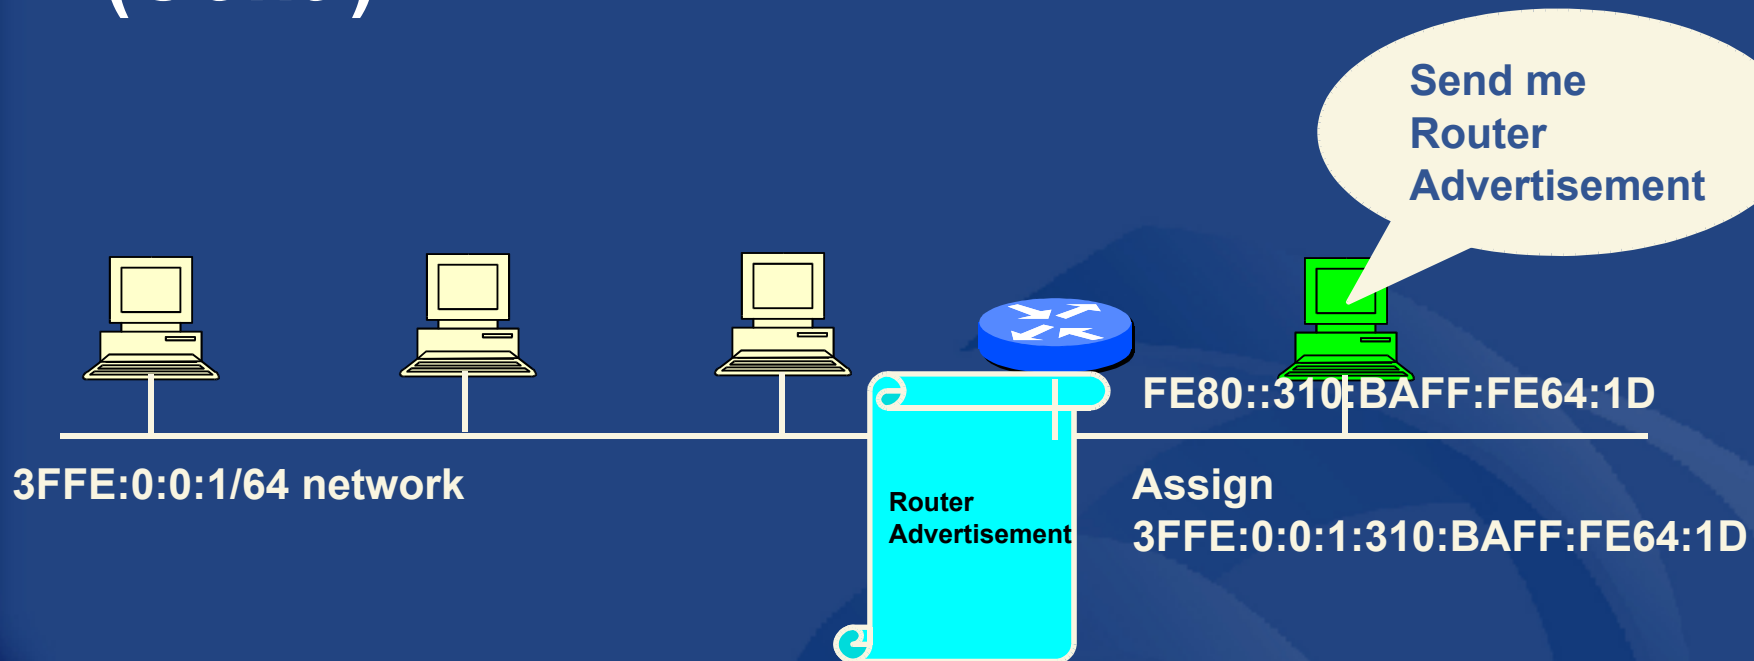 Send me
Router
Advertisement
FE80::310:BAFF:FE64:1D
3FFE:0:0:1/64 network
Router
Advertisement
Assign
3FFE:0:0:1:310:BAFF:FE64:1D